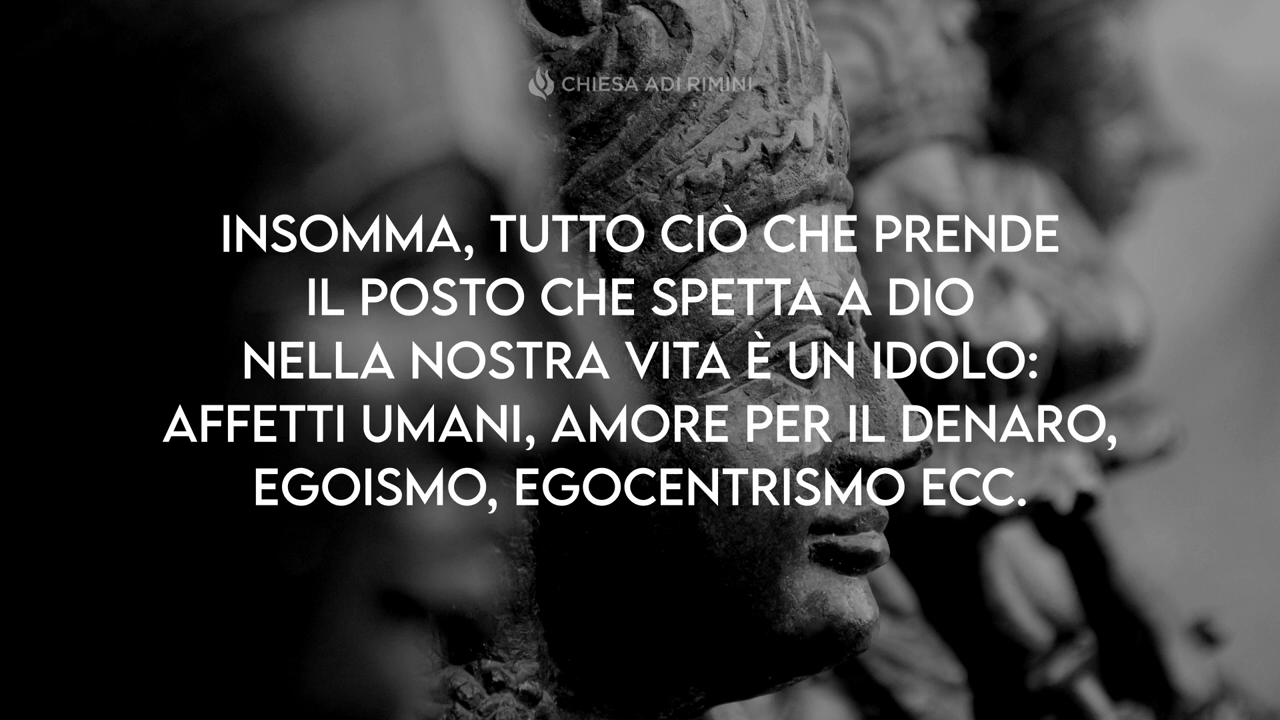 CHIESA ADI RIMINI
INSOMMA, TUTTO CIÒ CHE PRENDE
IL POSTO CHE SPETTA A DIO
NELLA NOSTRA VITA È UN IDOLO:
AFFETTI UMANI, AMORE PER IL DENARO,
EGOISMO, EGOCENTRISMO ECC.